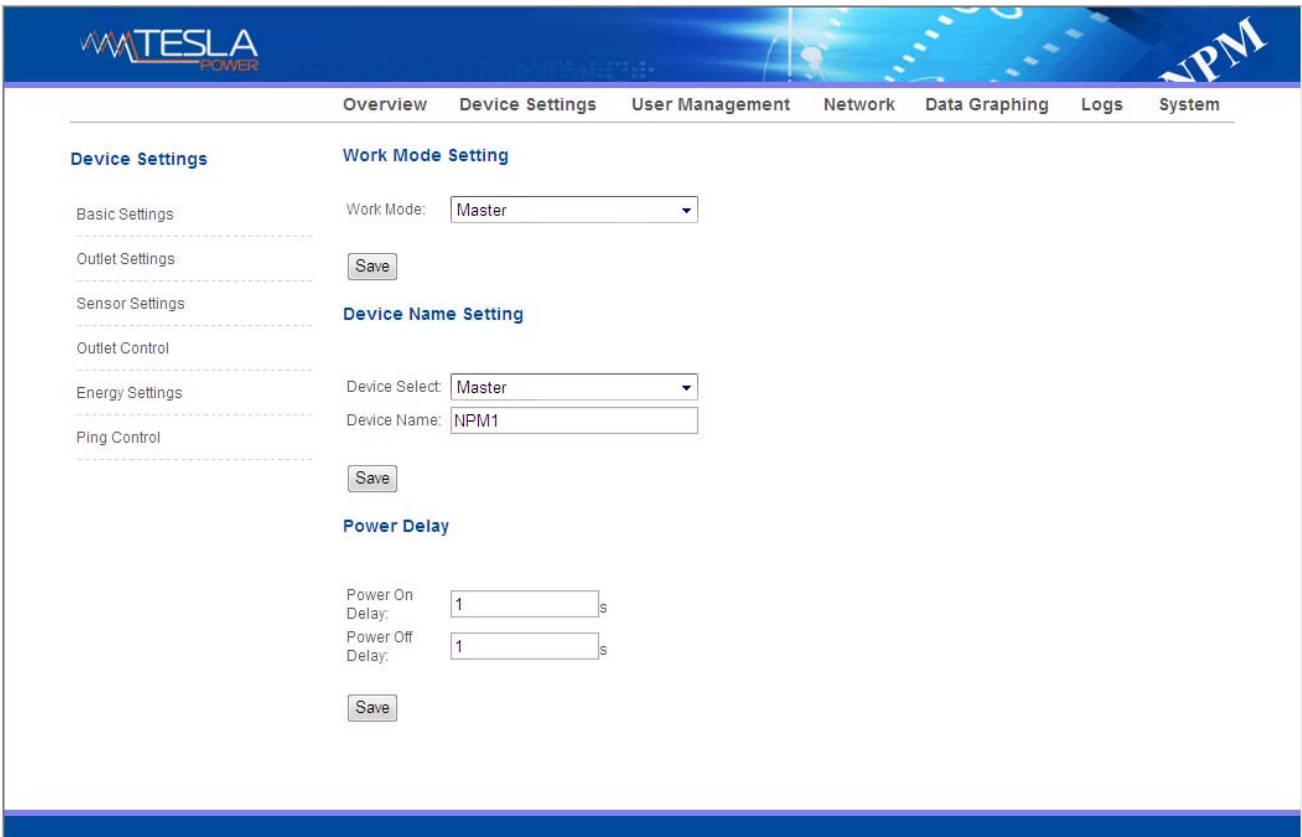 TESLA
POWER
NPM
Overview Device Settings User Management Network Data Graphing Logs System
Device Settings
Basic Settings
Outlet Settings
Sensor Settings
Outlet Control
Energy Settings
Ping Control
Work Mode Setting
Work Mode: Master
Save
Device Name Setting
Device Select: Master
Device Name: NPM1
Save
Power Delay
Power On
Delay: 1 s
Power Off
Delay: 1 s
Save